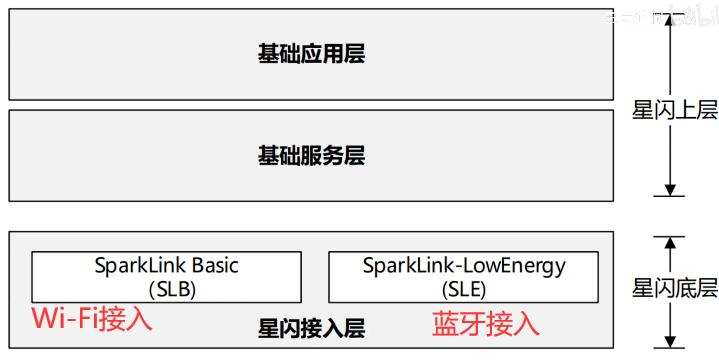 基础应用层
星闪上层
基础服务层
SparkLink Basic
(SLB)
SparkLink-LowEnergy
(SLE)
星闪底层
Wi-Fi接入
星闪接入层
蓝牙接入
bilibili